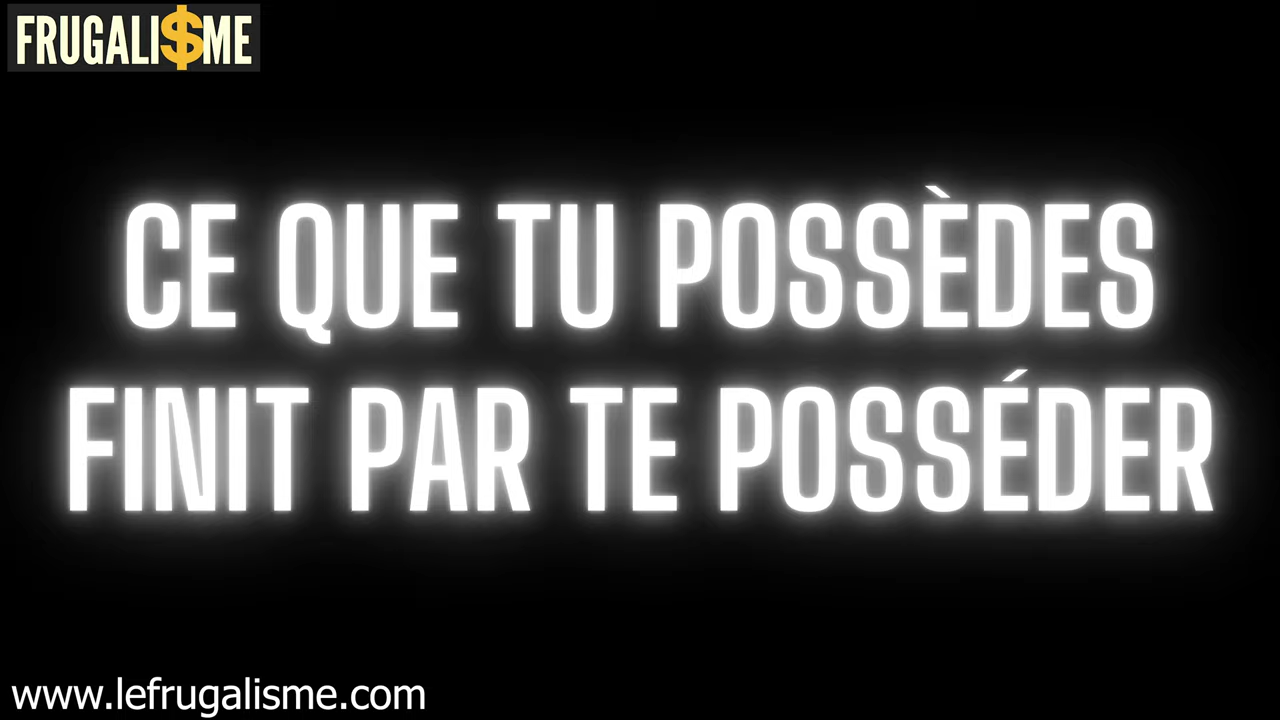 FRUGALI$ME
CE QUE TU POSSÈDES
FINIT PAR TE POSSÉDER
www.lefrugalisme.com